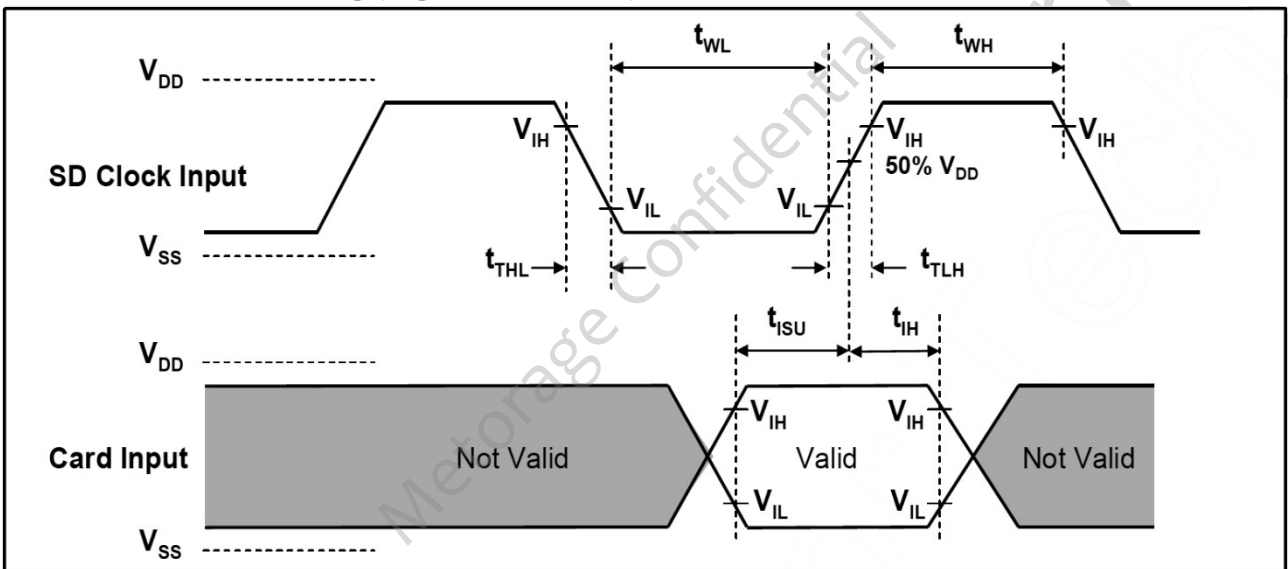 tWL
tWH
VDD
VIH
VIH
VIH
50% VDD
SD Clock Input
VIL
VIL
VSS
tTHL
tTLH
tISU
tIH
VDD
VIH
VIH
Card Input
Not Valid
Valid
Not Valid
VIL
VIL
VSS
Metorage Confidential